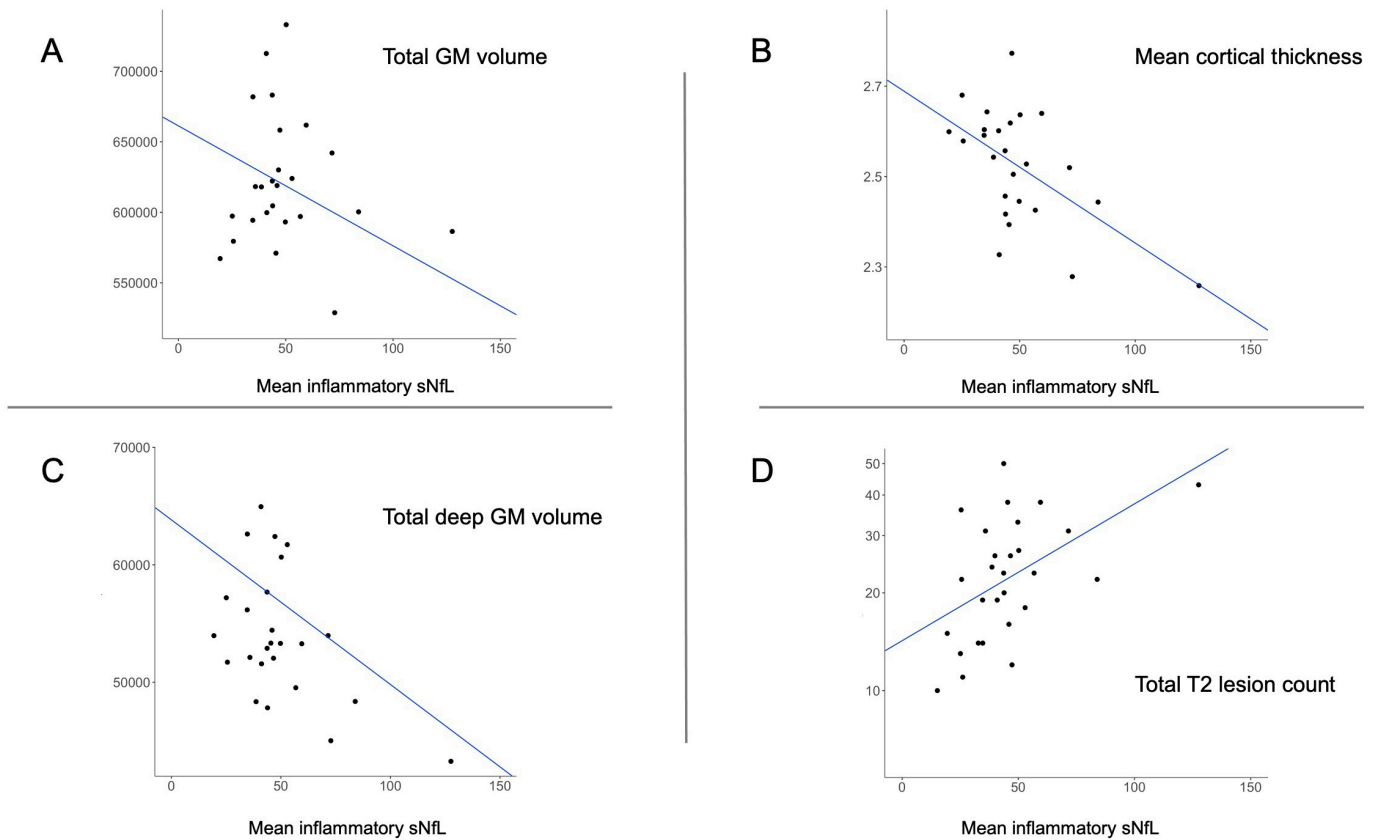 A
Total GM volume
700000
650000
600000
550000
0 50 100 150
Mean inflammatory sNfL
B
Mean cortical thickness
2.7
2.5
2.3
0 50 100 150
Mean inflammatory sNfL
C
Total deep GM volume
70000
60000
50000
0 50 100 150
Mean inflammatory sNfL
D
50
40
30
20
10
Total T2 lesion count
0 50 100 150
Mean inflammatory sNfL